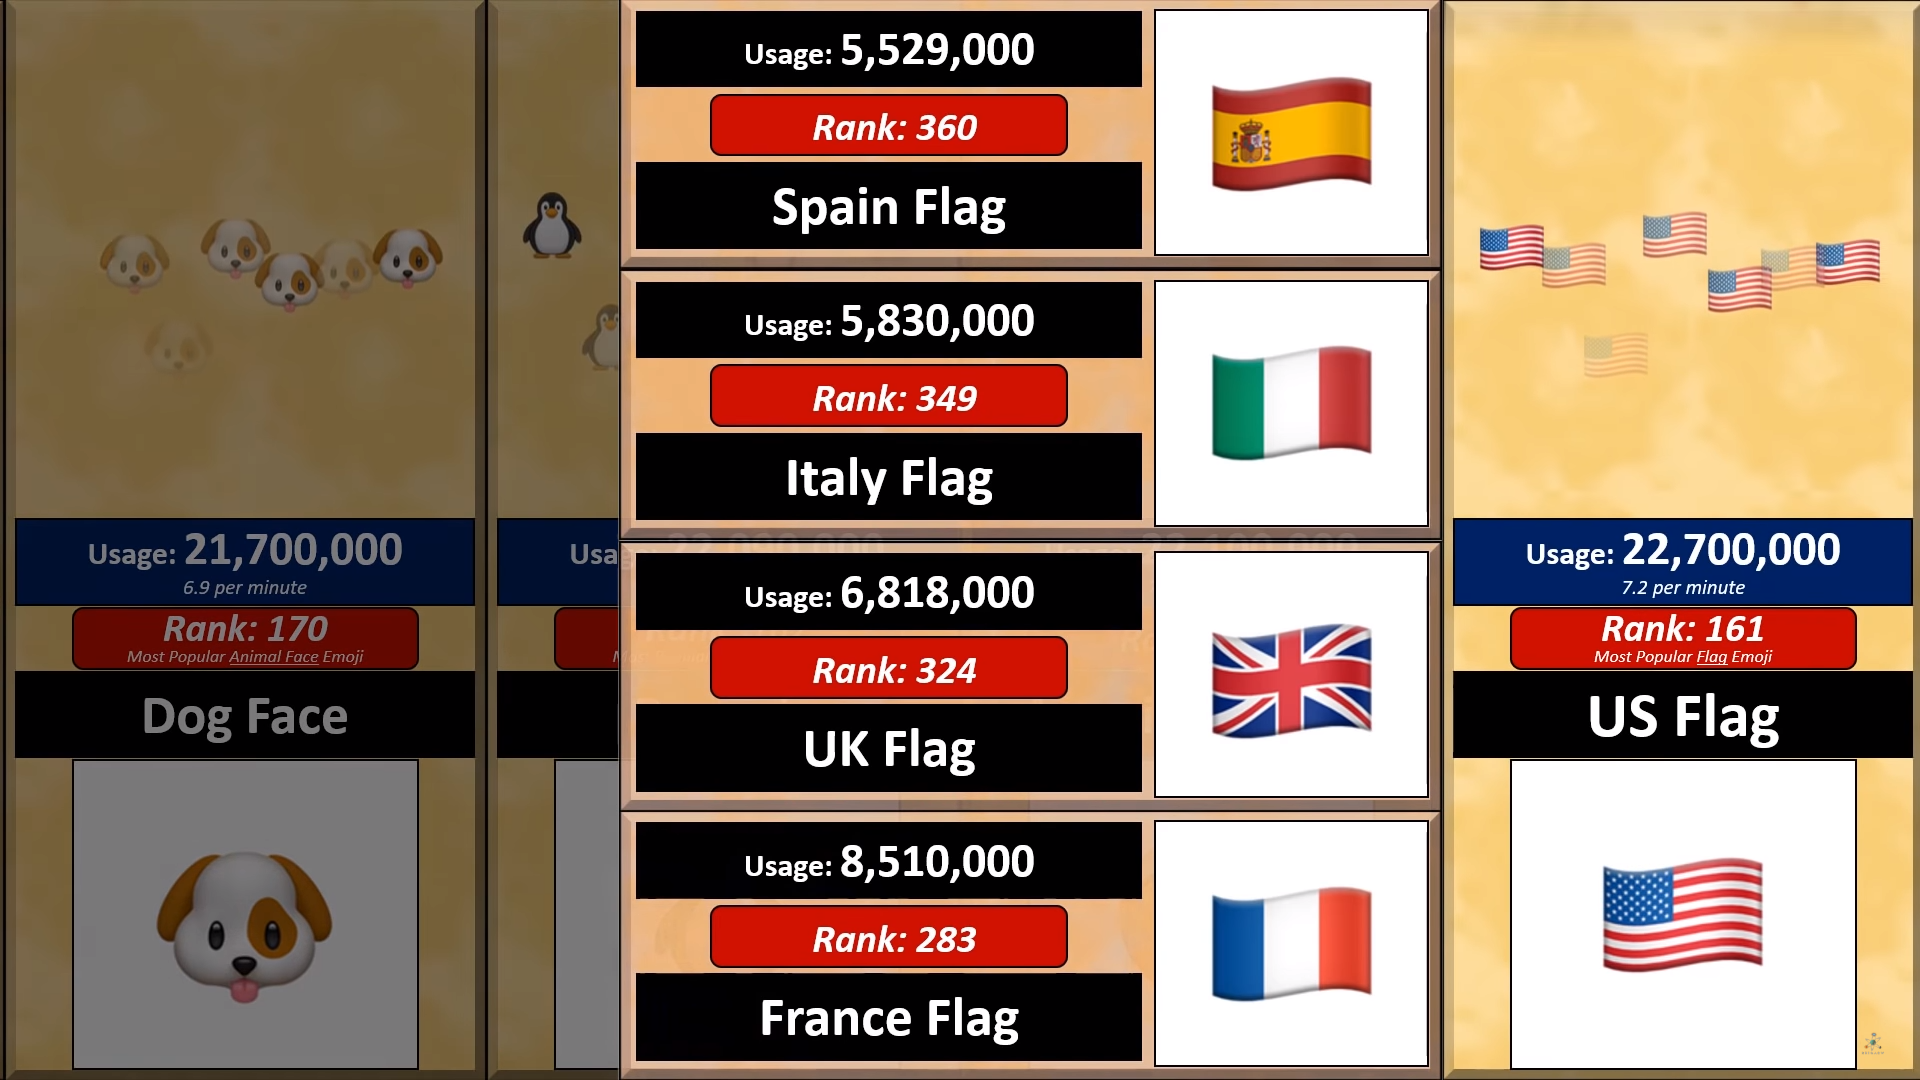 Usage: 21,700,000
6.9 per minute
Rank: 170
Most Popular Animal Face Emoji
Dog Face
Usage: 5,529,000
Rank: 360
Spain Flag
Usage: 5,830,000
Rank: 349
Italy Flag
Usage: 6,818,000
Rank: 324
UK Flag
Usage: 8,510,000
Rank: 283
France Flag
Usage: 22,700,000
7.2 per minute
Rank: 161
Most Popular Flag Emoji
US Flag